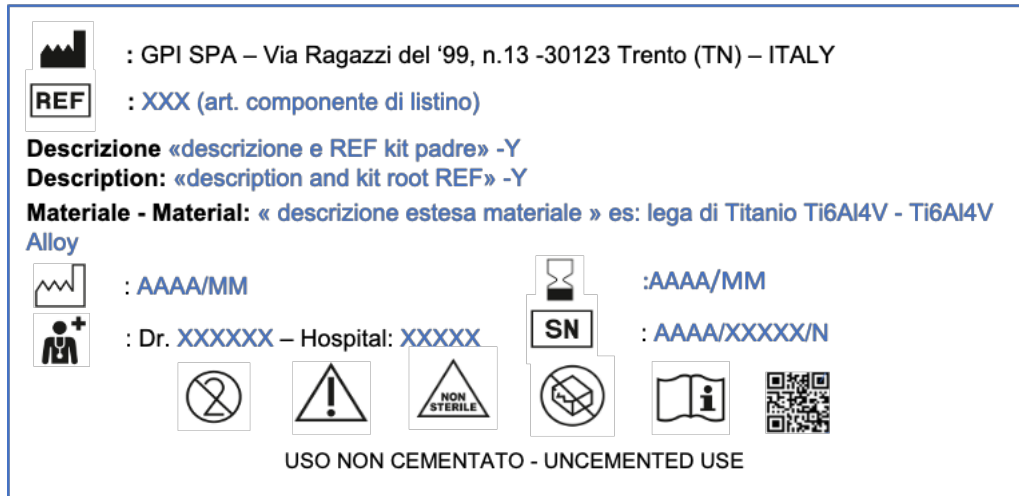 : GPI SPA – Via Ragazzi del ‘99, n.13 -30123 Trento (TN) – ITALY
REF : XXX (art. componente di listino)
Descrizione «descrizione e REF kit padre» -Y
Description: «description and kit root REF» -Y
Materiale - Material: « descrizione estesa materiale » es: lega di Titanio Ti6Al4V - Ti6Al4V
Alloy
: AAAA/MM :AAAA/MM
: Dr. XXXXXX – Hospital: XXXXX SN : AAAA/XXXXX/N
2 NON
STERILE
USO NON CEMENTATO - UNCEMENTED USE